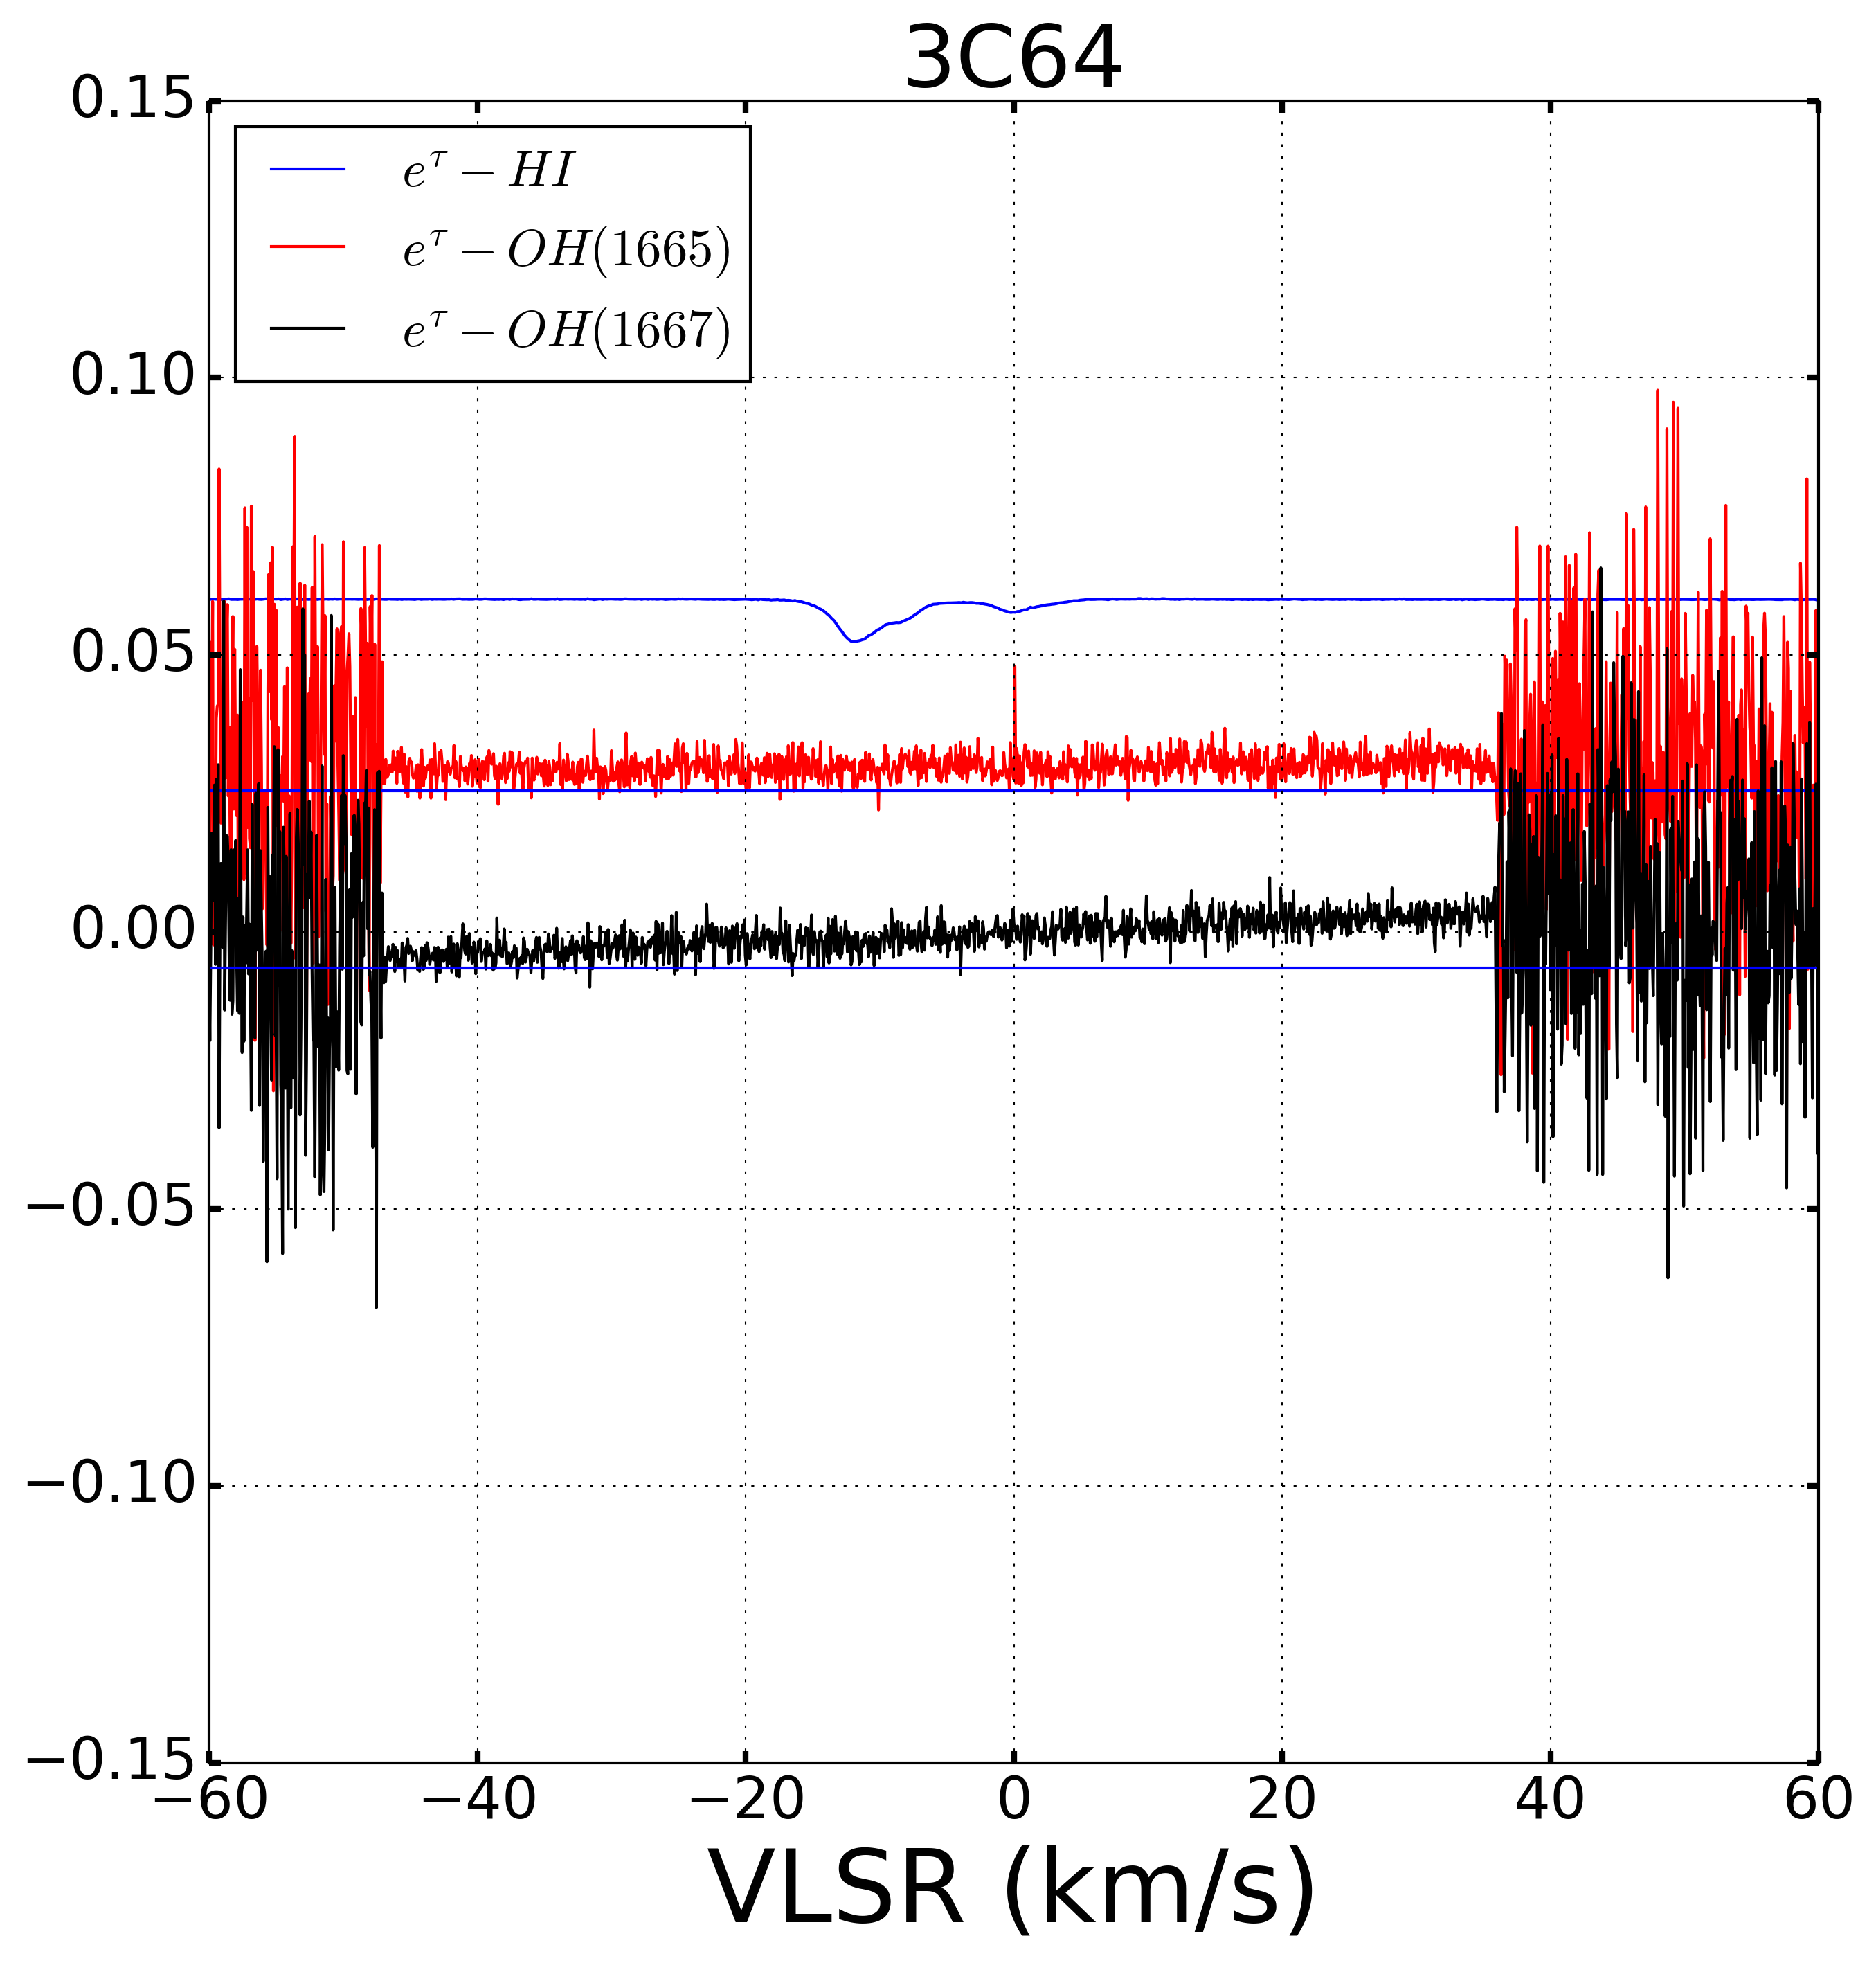 3C64
0.15
0.10
0.05
0.00
−0.05
−0.10
−0.15
e^τ − HI
e^τ − OH(1665)
e^τ − OH(1667)
−60 −40 −20 0 20 40 60
VLSR (km/s)